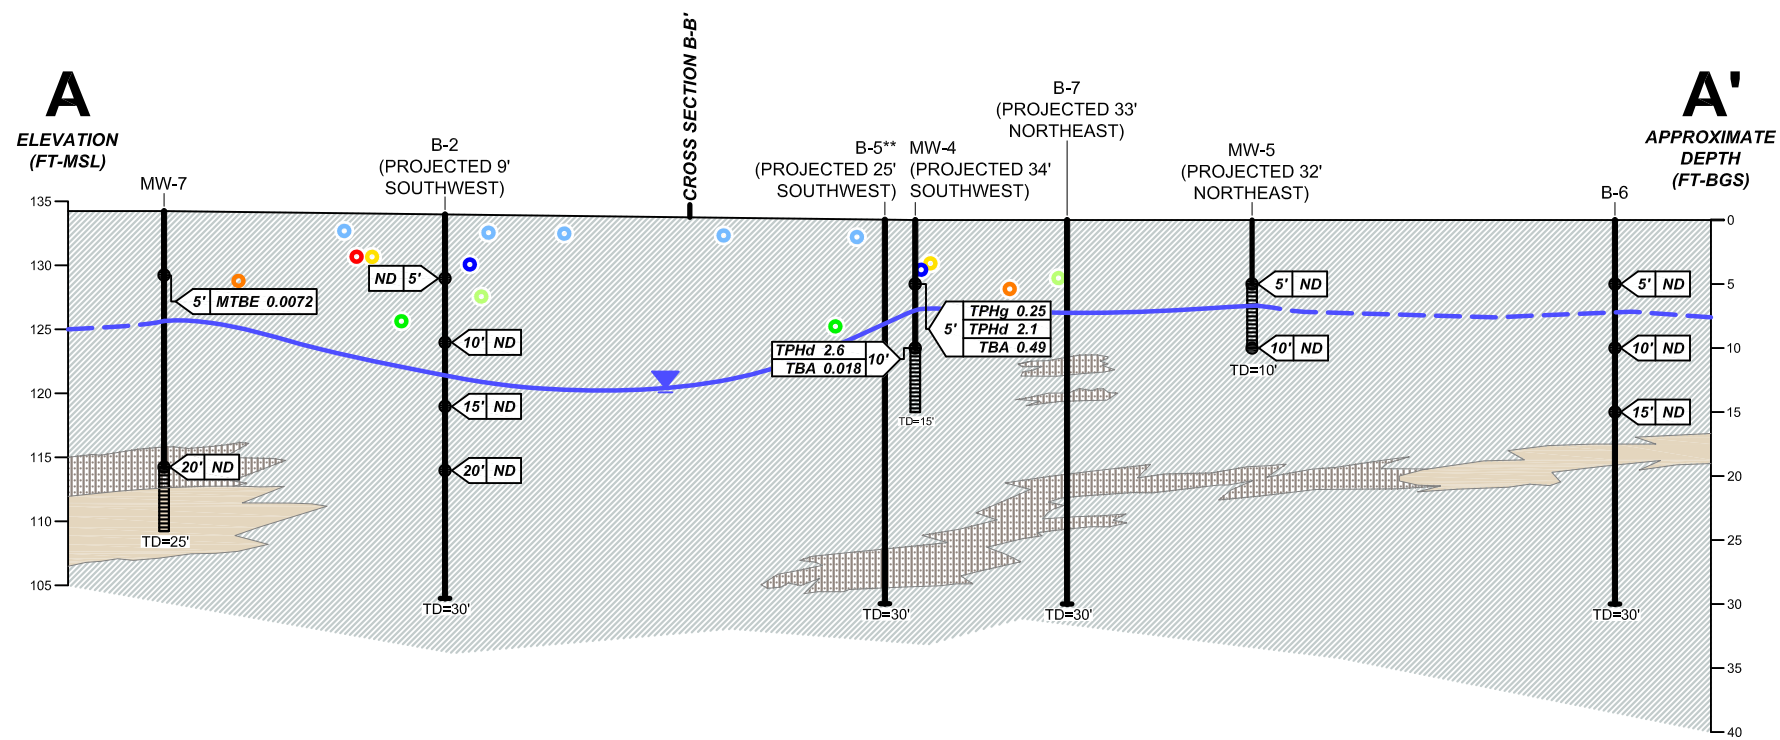 A
ELEVATION
(FT-MSL)
MW-7
B-2
(PROJECTED 9'
SOUTHWEST)
CROSS SECTION B-B'
B-5**
(PROJECTED 25'
SOUTHWEST)
MW-4
(PROJECTED 34'
SOUTHWEST)
B-7
(PROJECTED 33'
NORTHEAST)
MW-5
(PROJECTED 32'
NORTHEAST)
B-6
A'
APPROXIMATE
DEPTH
(FT-BGS)
135
130
125
120
115
110
105
0
5
10
15
20
25
30
35
40
5' MTBE 0.0072
20' ND
TD=25'
ND 5'
10' ND
15' ND
20' ND
TD=30'
TPHd 2.6
TBA 0.018
10'
TD=30'
5'
TPHg 0.25
TPHd 2.1
TBA 0.49
TD=15'
TD=30'
5' ND
10' ND
TD=10'
5' ND
10' ND
15' ND
TD=30'